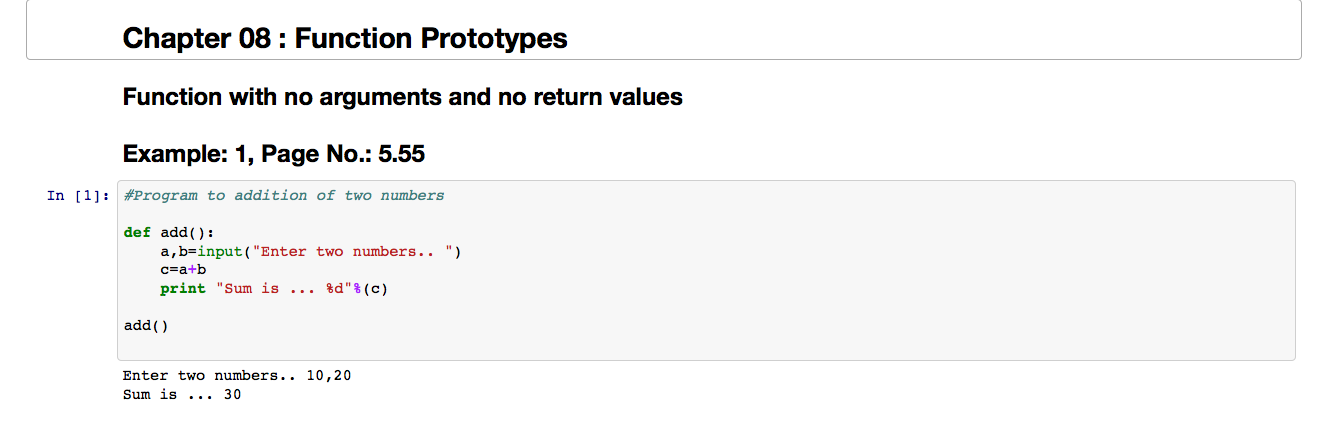 Chapter 08 : Function Prototypes
Function with no arguments and no return values
Example: 1, Page No.: 5.55
In [1]: #Program to addition of two numbers
def add():
    a,b=input("Enter two numbers.. ")
    c=a+b
    print "Sum is ... %d"%(c)
add()
Enter two numbers.. 10,20
Sum is ... 30